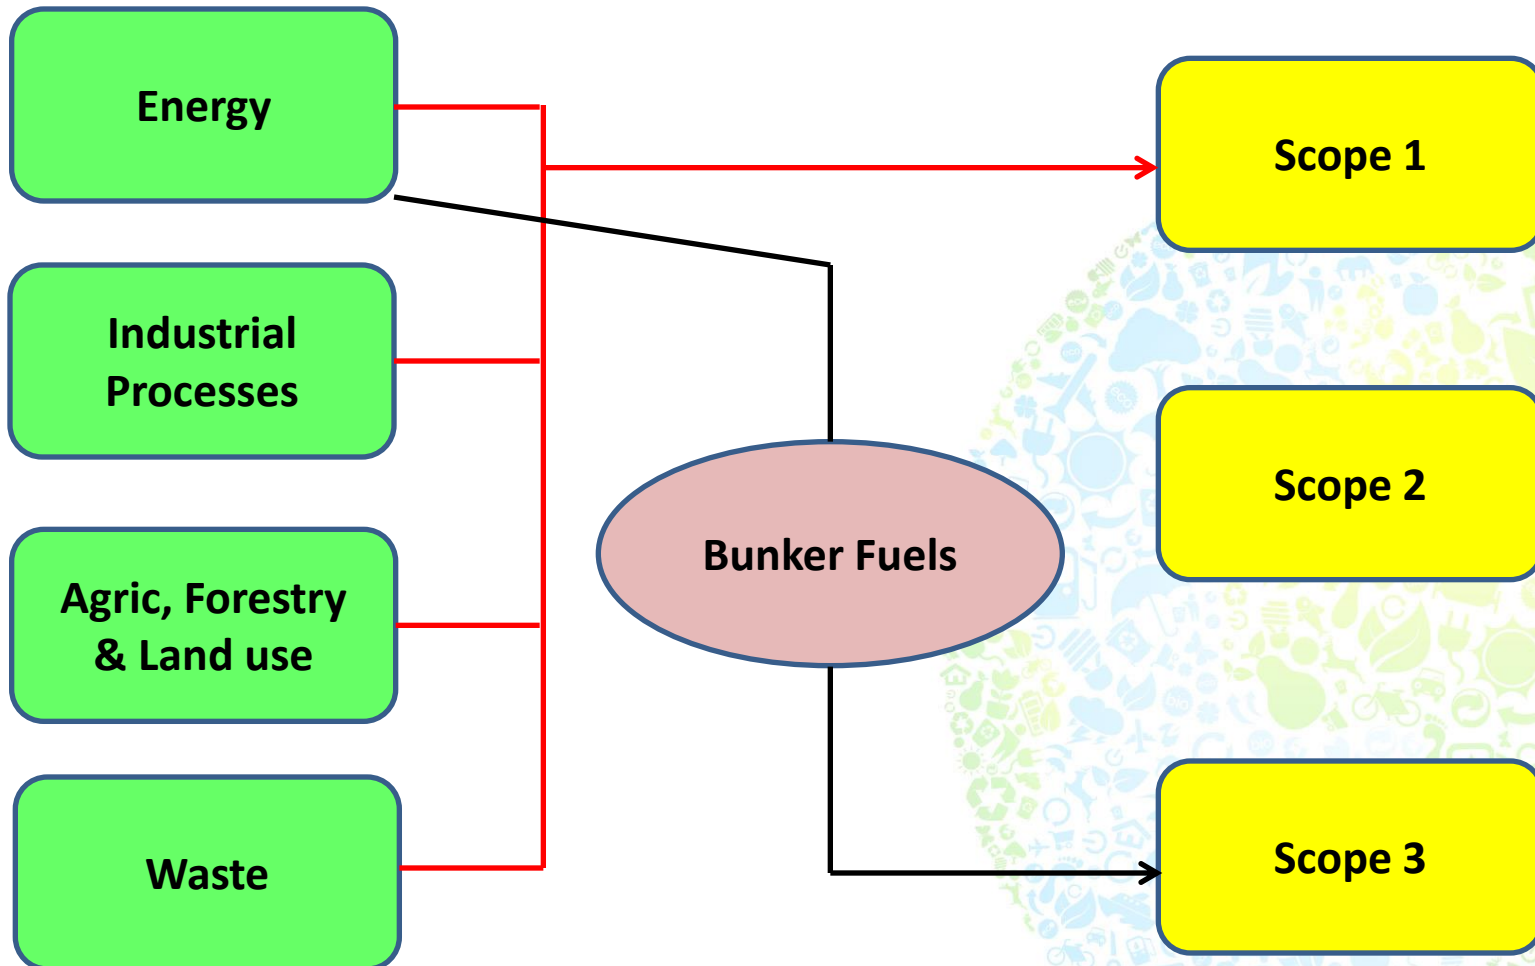 Energy
Scope 1
Industrial
Processes
Scope 2
Bunker Fuels
Agric, Forestry
& Land use
Waste
Scope 3